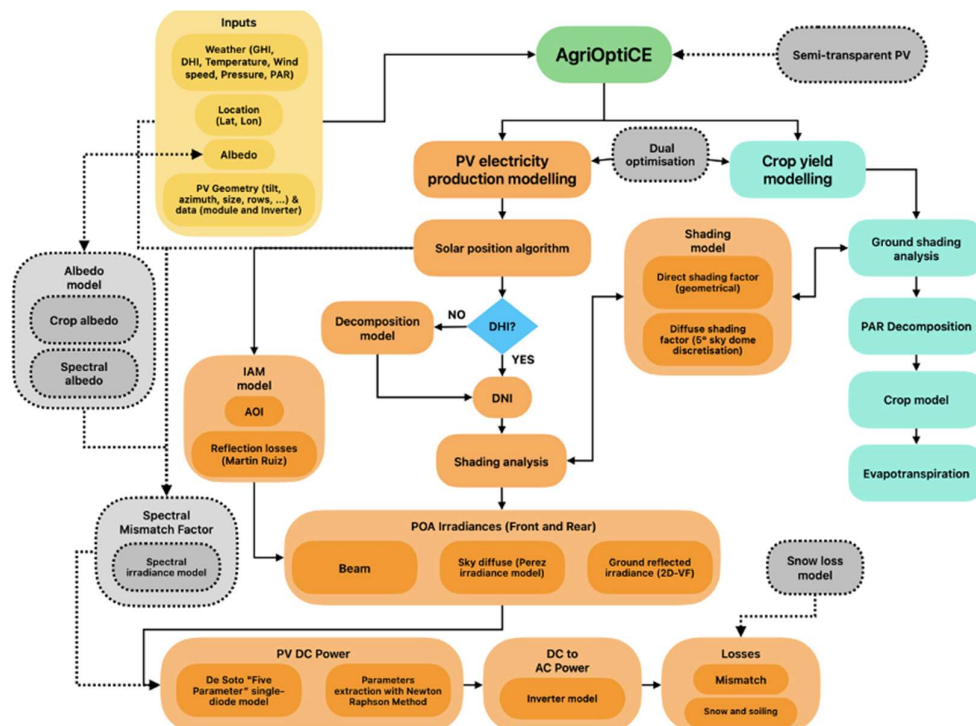 Inputs
Weather (GHI,
DHI, Temperature, Wind
speed, Pressure, PAR)
Location
(Lat, Lon)
Albedo
PV Geometry (tilt,
azimuth, size, rows, ...) &
data (module and Inverter)
AgriOptiCE
Semi-transparent PV
PV electricity
production modelling
Dual
optimisation
Crop yield
modelling
Solar position algorithm
Shading
model
Direct shading factor
(geometrical)
Diffuse shading
factor (5° sky dome
discretisation)
Ground shading
analysis
Albedo
model
Crop albedo
Spectral
albedo
Decomposition
model
NO
DHI?
YES
PAR Decomposition
IAM
model
AOI
Reflection losses
(Martin Ruiz)
DNI
Crop model
Shading analysis
Evapotranspiration
Spectral
Mismatch Factor
Spectral
irradiance model
POA Irradiances (Front and Rear)
Beam
Sky diffuse (Perez
irradiance model)
Ground reflected
irradiance (2D-VF)
Snow loss
model
PV DC Power
De Soto "Five
Parameter" single-
diode model
Parameters
extraction with Newton
Raphson Method
DC to
AC Power
Inverter model
Losses
Mismatch
Snow and soiling